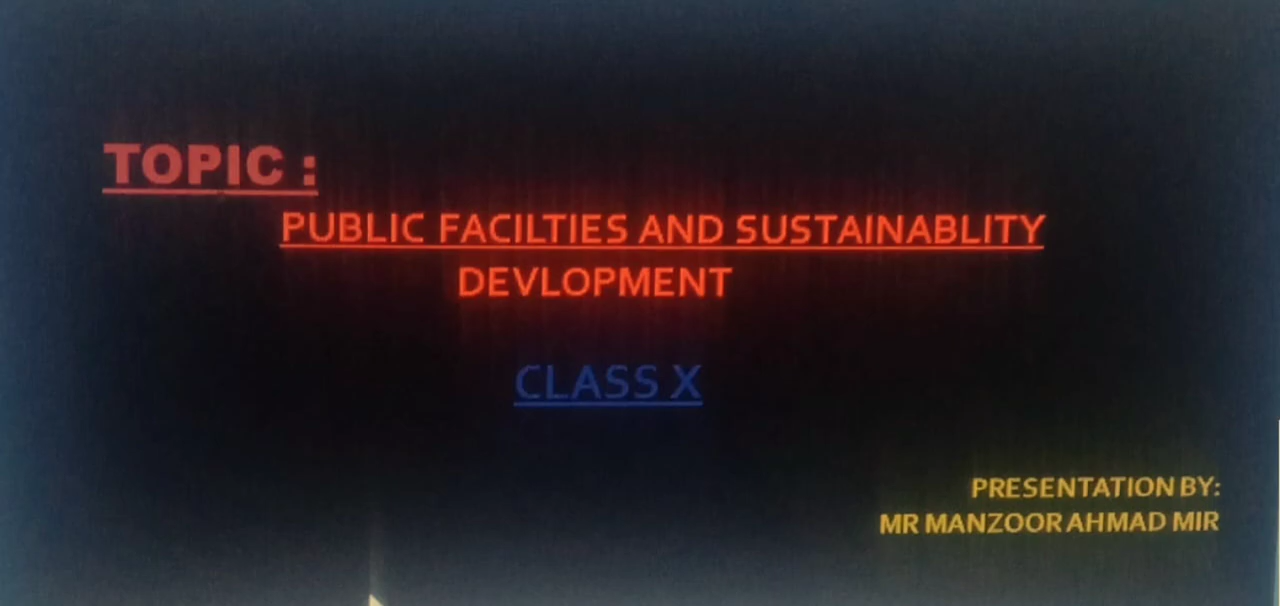 TOPIC :
PUBLIC FACILTIES AND SUSTAINABLITY
DEVLOPMENT
CLASS X
PRESENTATION BY:
MR MANZOOR AHMAD MIR